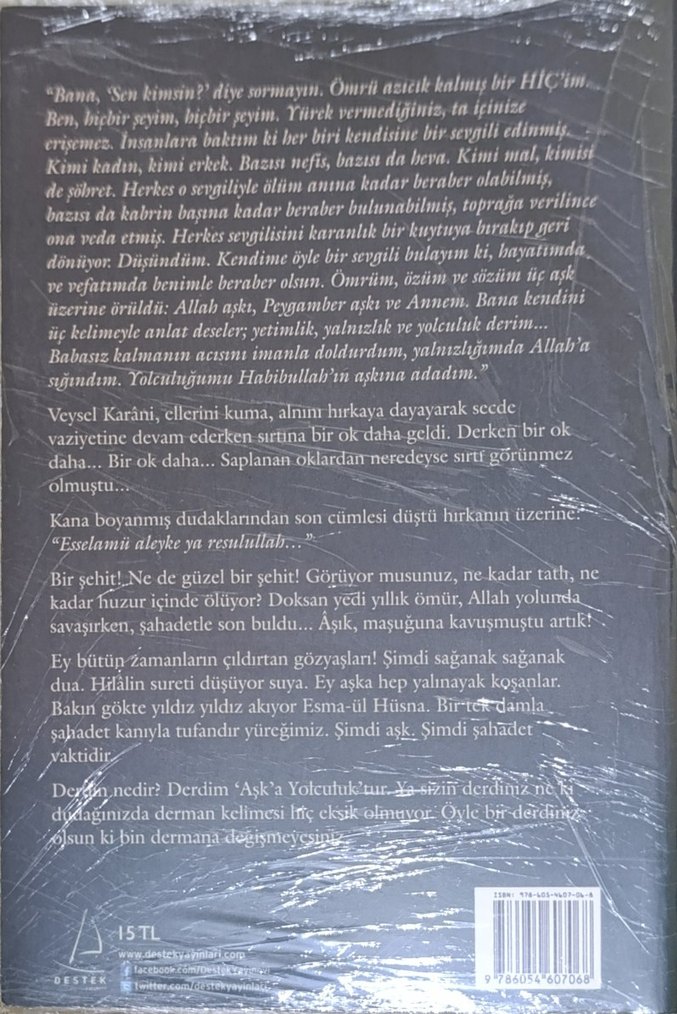 “Bana, ‘Sen kimsin?’ diye sormayın. Ömrü azıcık kalmış bir HİÇ’im.
Ben, hiçbir şeyim, hiçbir şeyim. Yürek vermediğiniz, ta içinize
erişemez. İnsanlara baktım ki her biri kendisine bir sevgili edinmiş.
Kimi kadın, kimi erkek. Bazısı nefis, bazısı da heva. Kimi mal, kimisi
de şöhret. Herkes o sevgiliyle ölüm anına kadar beraber olabilmiş,
bazısı da kabrin başına kadar beraber bulunabilmiş, toprağa verilince
ona veda etmiş. Herkes sevgilisini karanlık bir kuytuya bırakıp geri
dönüyor. Düşündüm. Kendime öyle bir sevgili bulayım ki, hayatımda
ve vefatımda benimle beraber olsun. Ömrüm, özüm ve sözüm üç aşk
üzerine örüldü: Allah aşkı, Peygamber aşkı ve Annem. Bana kendini
üç kelimeyle anlat deseler; yetimlik, yalnızlık ve yolculuk derim...
Babasız kalmanın acısını imanla doldurdum, yalnızlığımda Allah’a
sığındım. Yolculuğumu Habibullah’ın aşkına adadım.”
Veysel Karâni, ellerini kuma, alnını hırkaya dayayarak secde
vaziyetine devam ederken sırtına bir ok daha geldi. Derken bir ok
daha... Bir ok daha... Saplanan oklardan neredeyse sırtı görünmez
olmuştu...
Kana boyanmış dudaklarından son cümlesi düştü hırkanın üzerine:
“Esselamü aleyke ya resulullah...”
Bir şehit! Ne de güzel bir şehit! Görüyor musunuz, ne kadar tatlı, ne
kadar huzur içinde ölüyor? Doksan yedi yıllık ömür, Allah yolunda
savaşırken, şahadetle son buldu... Âşık, maşuğuna kavuşmuştu artık!
Ey bütün zamanların çıldırtan gözyaşları! Şimdi sağanak sağanak
dua. Hilâlin sureti düşüyor suya. Ey aşka hep yalınayak koşanlar.
Bakın gökte yıldız yıldız akıyor Esma-ül Hüsna. Bir tek damla
şahadet kanıyla tufandır yüreğimiz. Şimdi aşk. Şimdi şahadet
vaktidir.
Derdin nedir? Derdim ‘Aşk’a Yolculuk’tur. Ya sizin derdiniz ne ki
dudağınızda derman kelimesi hiç eksik olmuyor. Öyle bir derdiniz
olsun ki bin dermana değişmeyesiniz.
ISBN: 978-605-4607-06-8
15 TL
www.destekyayinlari.com
facebook.com/DestekYayinevi
twitter.com/destekyayinlari
DESTEK
9 786054 607068